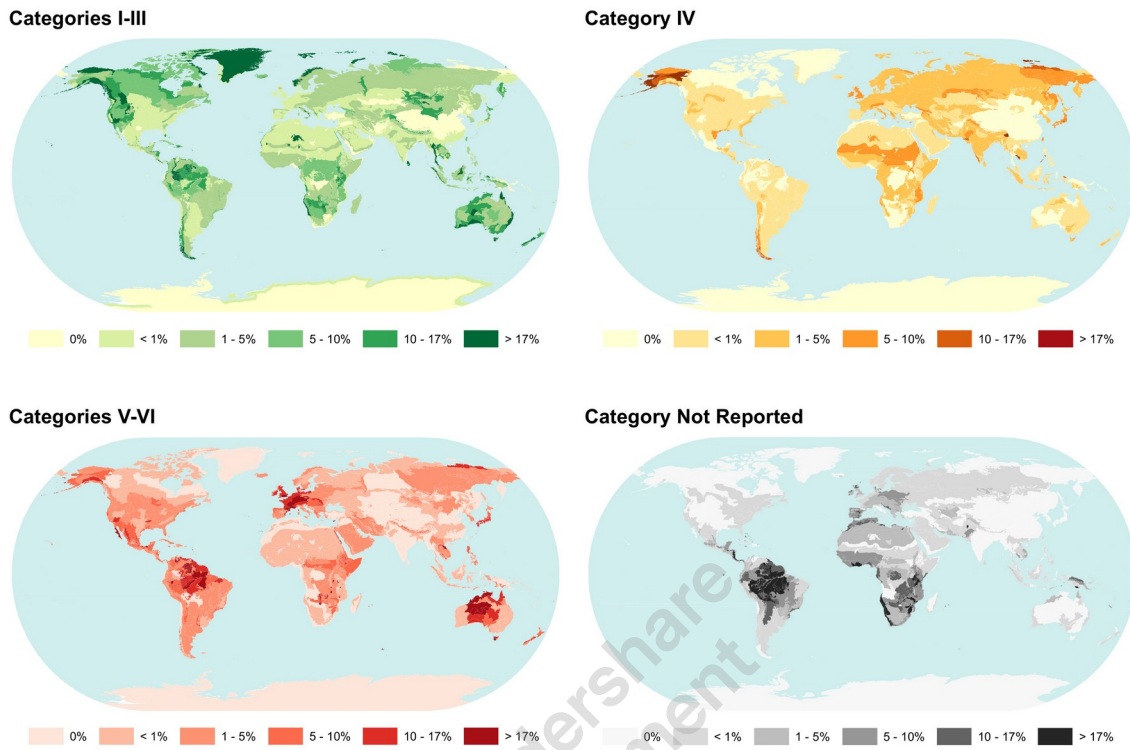 Categories I-III
Category IV
0% < 1% 1 - 5% 5 - 10% 10 - 17% > 17%
0% < 1% 1 - 5% 5 - 10% 10 - 17% > 17%
Categories V-VI
Category Not Reported
0% < 1% 1 - 5% 5 - 10% 10 - 17% > 17%
0% < 1% 1 - 5% 5 - 10% 10 - 17% > 17%